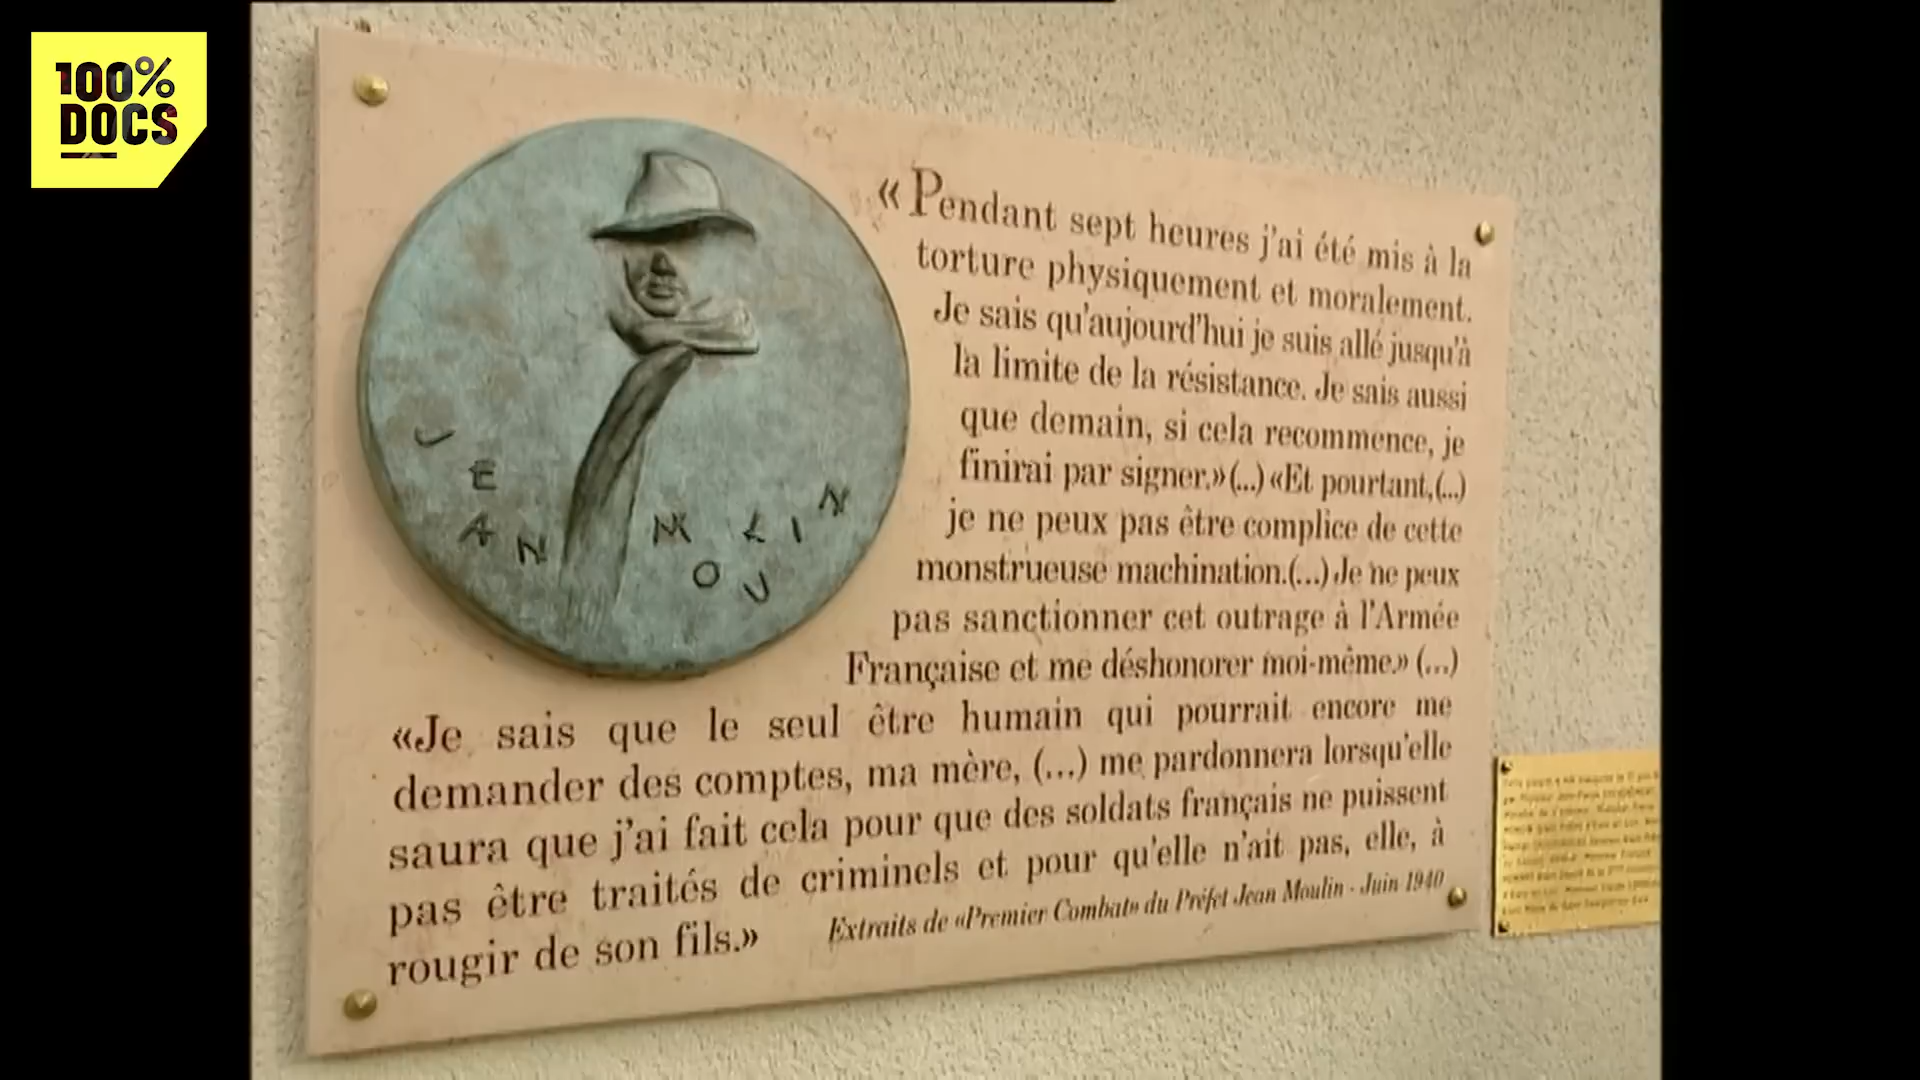 100%
DOCS
JEAN MOULIN
« Pendant sept heures j'ai été mis à la
torture physiquement et moralement.
Je sais qu'aujourd'hui je suis allé jusqu'à
la limite de la résistance. Je sais aussi
que demain, si cela recommence, je
finirai par signer.» (...) «Et pourtant,(...)
je ne peux pas être complice de cette
monstrueuse machination.(...) Je ne peux
pas sanctionner cet outrage à l'Armée
Française et me déshonorer moi-même.» (...)
«Je sais que le seul être humain qui pourrait encore me
demander des comptes, ma mère, (...) me pardonnera lorsqu'elle
saura que j'ai fait cela pour que des soldats français ne puissent
pas être traités de criminels et pour qu'elle n'ait pas, elle, à
rougir de son fils.»
Extraits de «Premier Combat» du Préfet Jean Moulin - Juin 1940